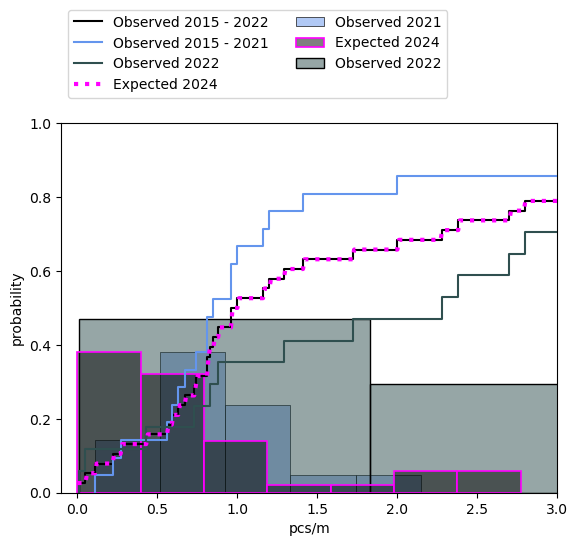 Observed 2015 - 2022
Observed 2015 - 2021
Observed 2022
Expected 2024
Observed 2021
Expected 2024
Observed 2022
1.0
0.8
0.6
0.4
0.2
0.0
probability
0.0 0.5 1.0 1.5 2.0 2.5 3.0
pcs/m